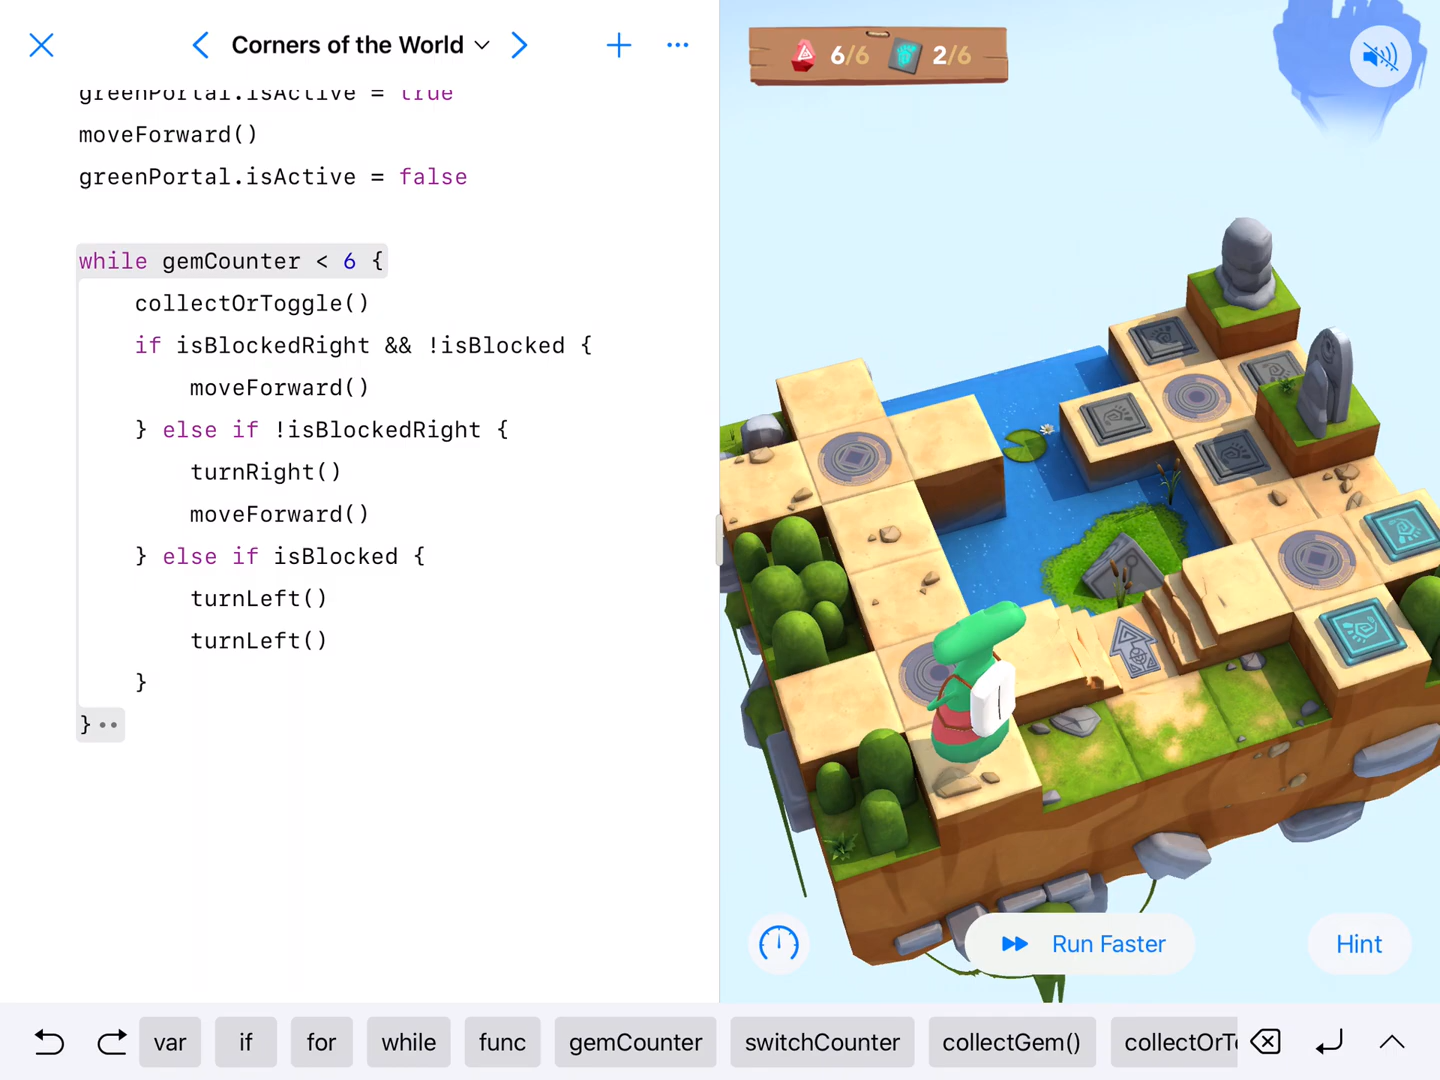 Corners of the World
greenPortal.isActive = true
moveForward()
greenPortal.isActive = false
while gemCounter < 6 {
collectOrToggle()
if isBlockedRight && !isBlocked {
moveForward()
} else if !isBlockedRight {
turnRight()
moveForward()
} else if isBlocked {
turnLeft()
turnLeft()
}
}
6/6 2/6
Run Faster
Hint
var if for while func gemCounter switchCounter collectGem() collectOrTo